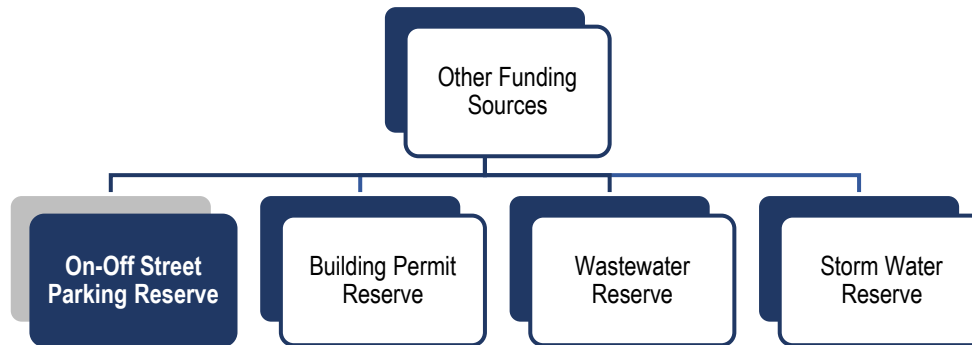 Other Funding
Sources
On-Off Street
Parking Reserve
Building Permit
Reserve
Wastewater
Reserve
Storm Water
Reserve